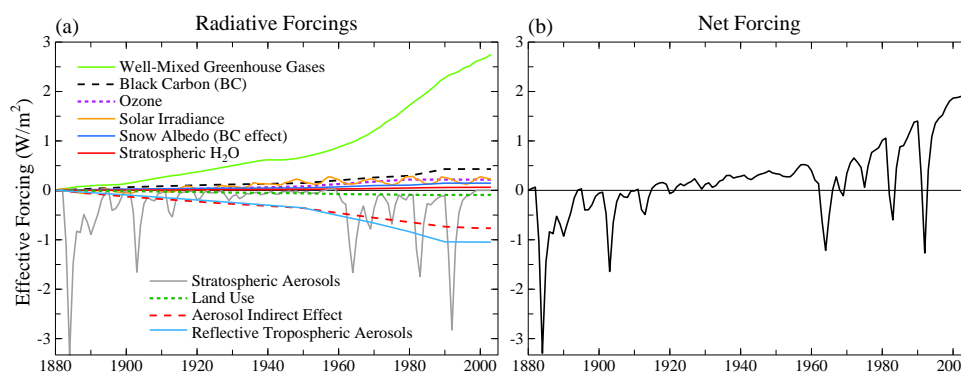 (a) Radiative Forcings
Effective Forcing (W/m²)
3
2
1
0
-1
-2
-3
Well-Mixed Greenhouse Gases
Black Carbon (BC)
Ozone
Solar Irradiance
Snow Albedo (BC effect)
Stratospheric H₂O
Stratospheric Aerosols
Land Use
Aerosol Indirect Effect
Reflective Tropospheric Aerosols
1880 1900 1920 1940 1960 1980 2000
(b) Net Forcing
3
2
1
0
-1
-2
-3
1880 1900 1920 1940 1960 1980 2000